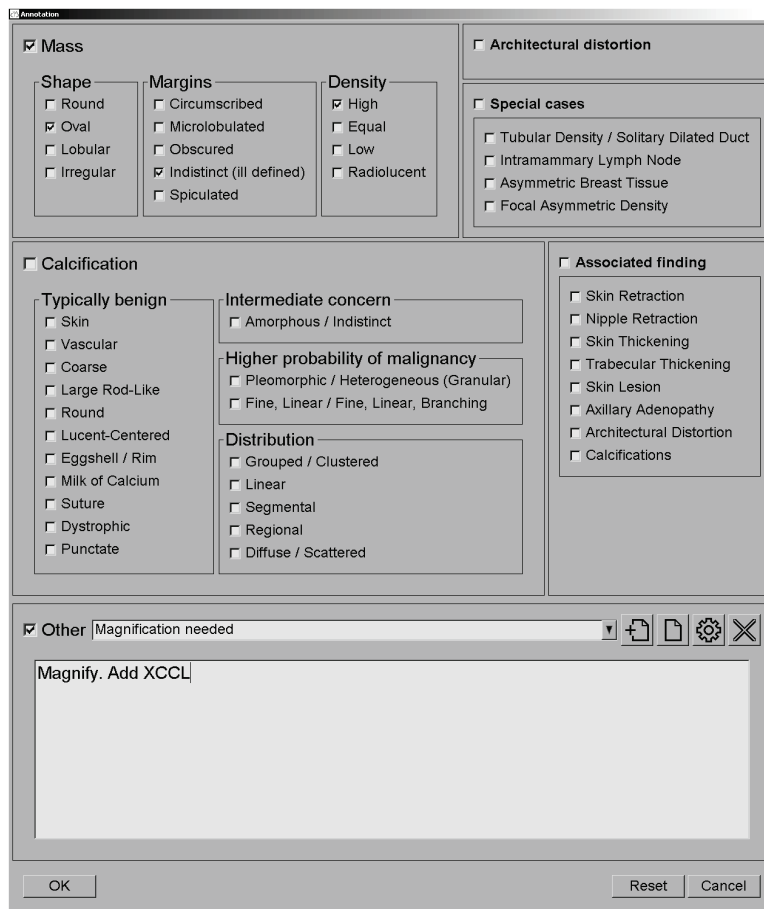 Annotation
Mass
Shape
Round
Oval
Lobular
Irregular
Margins
Circumscribed
Microlobulated
Obscured
Indistinct (ill defined)
Spiculated
Density
High
Equal
Low
Radiolucent
Architectural distortion
Special cases
Tubular Density / Solitary Dilated Duct
Intramammary Lymph Node
Asymmetric Breast Tissue
Focal Asymmetric Density
Calcification
Typically benign
Skin
Vascular
Coarse
Large Rod-Like
Round
Lucent-Centered
Eggshell / Rim
Milk of Calcium
Suture
Dystrophic
Punctate
Intermediate concern
Amorphous / Indistinct
Higher probability of malignancy
Pleomorphic / Heterogeneous (Granular)
Fine, Linear / Fine, Linear, Branching
Distribution
Grouped / Clustered
Linear
Segmental
Regional
Diffuse / Scattered
Associated finding
Skin Retraction
Nipple Retraction
Skin Thickening
Trabecular Thickening
Skin Lesion
Axillary Adenopathy
Architectural Distortion
Calcifications
Other
Magnification needed
Magnify. Add XCCL
OK
Reset
Cancel